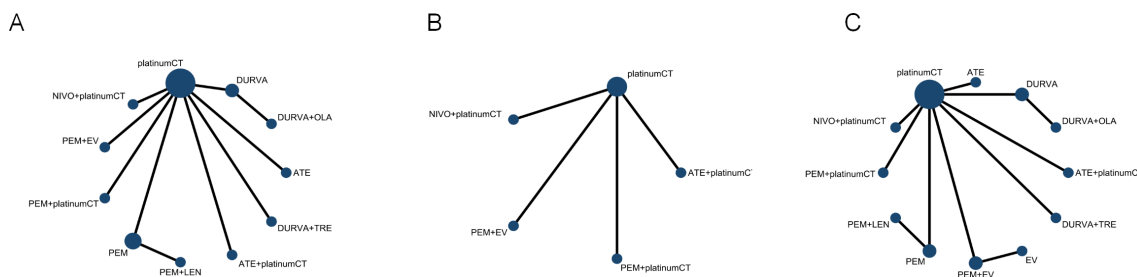 A
B
C
platinumCT
DURVA
NIVO+platinumCT
DURVA+OLA
PEM+EV
ATE
PEM+platinumCT
DURVA+TRE
PEM
ATE+platinumCT
PEM+LEN
platinumCT
NIVO+platinumCT
ATE+platinumC
PEM+EV
PEM+platinumCT
ATE
platinumCT
DURVA
NIVO+platinumCT
DURVA+OLA
PEM+platinumCT
ATE+platinumC
PEM+LEN
DURVA+TRE
PEM
EV
PEM+EV